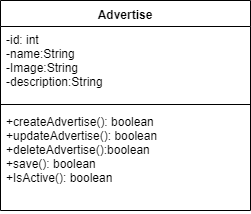 Advertise
-id: int
-name:String
-Image:String
-description:String
+createAdvertise(): boolean
+updateAdvertise(): boolean
+deleteAdvertise():boolean
+save(): boolean
+IsActive(): boolean